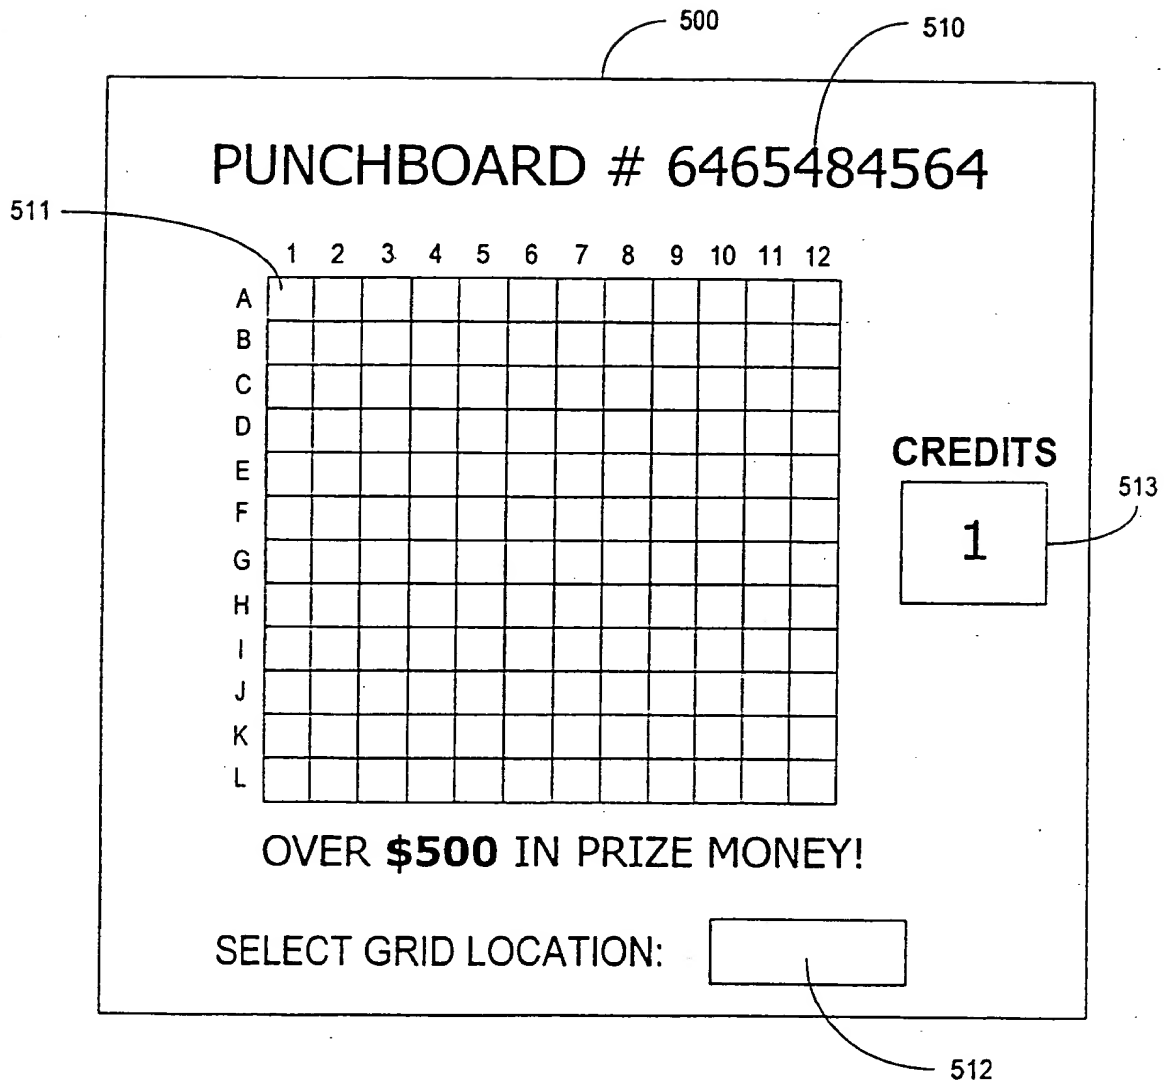 500
510
PUNCHBOARD # 6465484564
511
1 2 3 4 5 6 7 8 9 10 11 12
A
B
C
D
E
F
G
H
I
J
K
L
CREDITS
1
513
OVER $500 IN PRIZE MONEY!
SELECT GRID LOCATION:
512